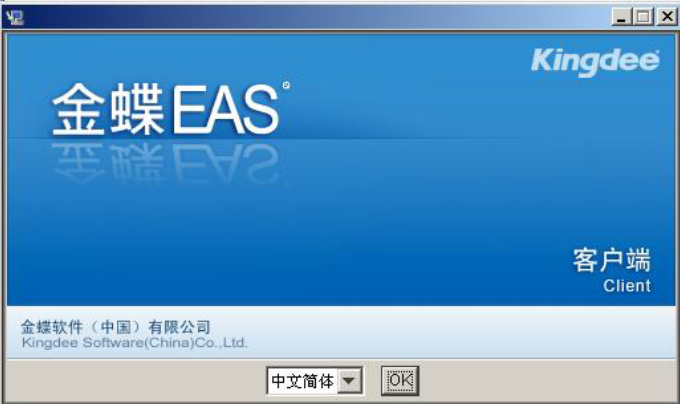 Kingdee
金蝶EAS
客户端
Client
金蝶软件（中国）有限公司
Kingdee Software(China)Co.,Ltd.
中文简体
OK